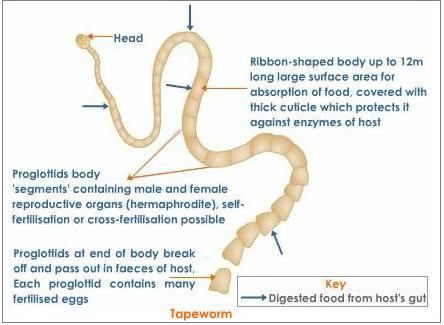 Head
Ribbon-shaped body up to 12m
long large surface area for
absorption of food, covered with
thick cuticle which protects it
against enzymes of host
Proglottids body
'segments' containing male and female
reproductive organs (hermaphrodite), self-
fertilisation or cross-fertilisation possible
Proglottids at end of body break
off and pass out in faeces of host,
Each proglottid contains many
fertilised eggs
Key
Digested food from host's gut
Tapeworm